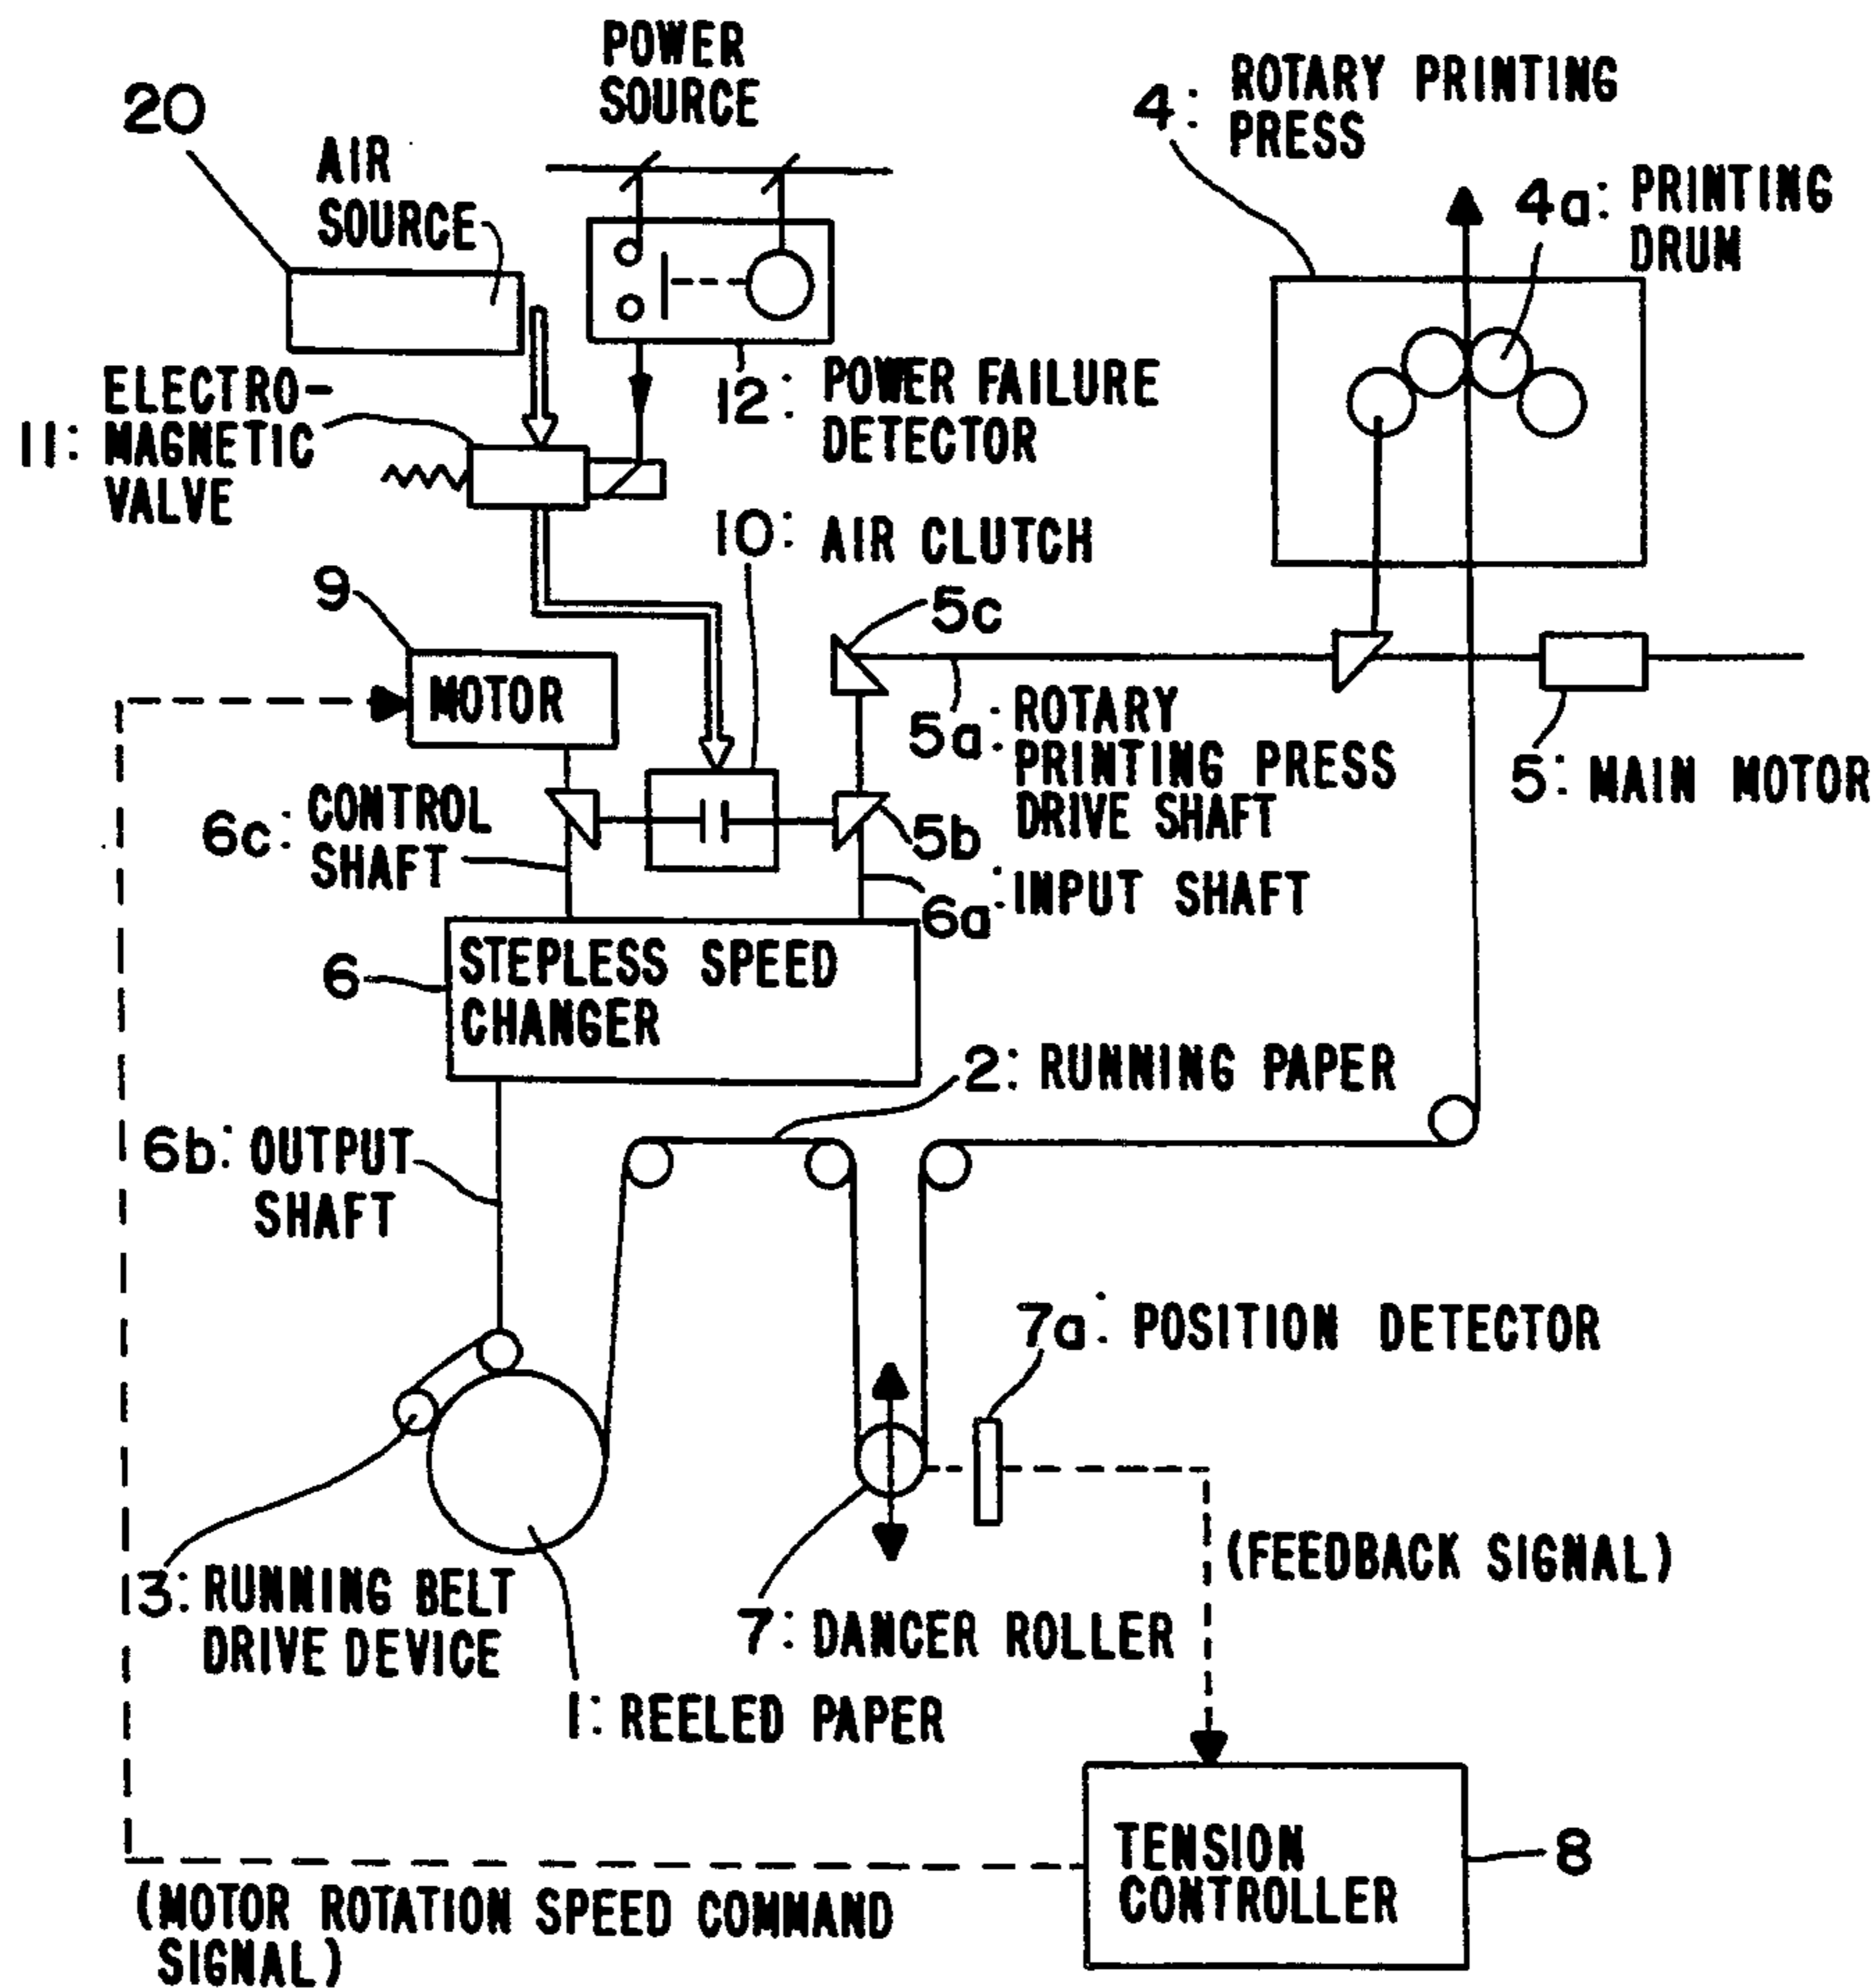 POWER
SOURCE
20
AIR
SOURCE
4: ROTARY PRINTING
PRESS
4a: PRINTING
DRUM
12: POWER FAILURE
DETECTOR
ELECTRO-
11: MAGNETIC
VALVE
10: AIR CLUTCH
9
MOTOR
5c
5a: ROTARY
PRINTING PRESS
DRIVE SHAFT
5: MAIN MOTOR
6c: CONTROL
SHAFT
5b
6a: INPUT SHAFT
6
STEPLESS SPEED
CHANGER
2: RUNNING PAPER
6b: OUTPUT
SHAFT
7a: POSITION DETECTOR
(FEEDBACK SIGNAL)
3: RUNNING BELT
DRIVE DEVICE
7: DANCER ROLLER
1: REELED PAPER
TENSION
CONTROLLER
8
(MOTOR ROTATION SPEED COMMAND
SIGNAL)